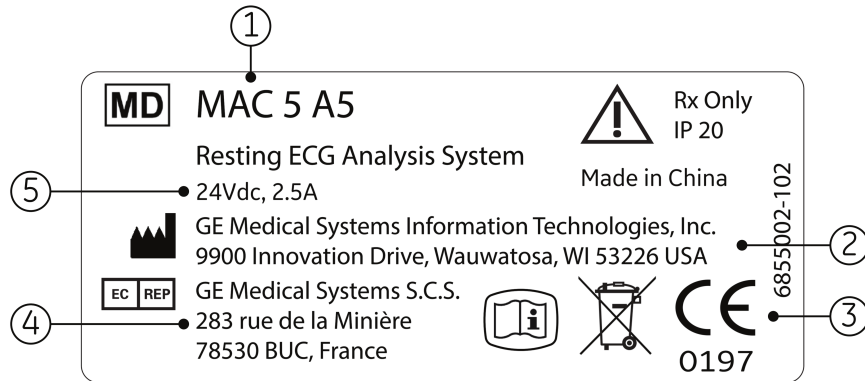 1
MD
MAC 5 A5
Rx Only
IP 20
Resting ECG Analysis System
Made in China
5
24Vdc, 2.5A
GE Medical Systems Information Technologies, Inc.
9900 Innovation Drive, Wauwatosa, WI 53226 USA
6855002-102
2
EC REP
GE Medical Systems S.C.S.
283 rue de la Minière
78530 BUC, France
4
i
CE
0197
3